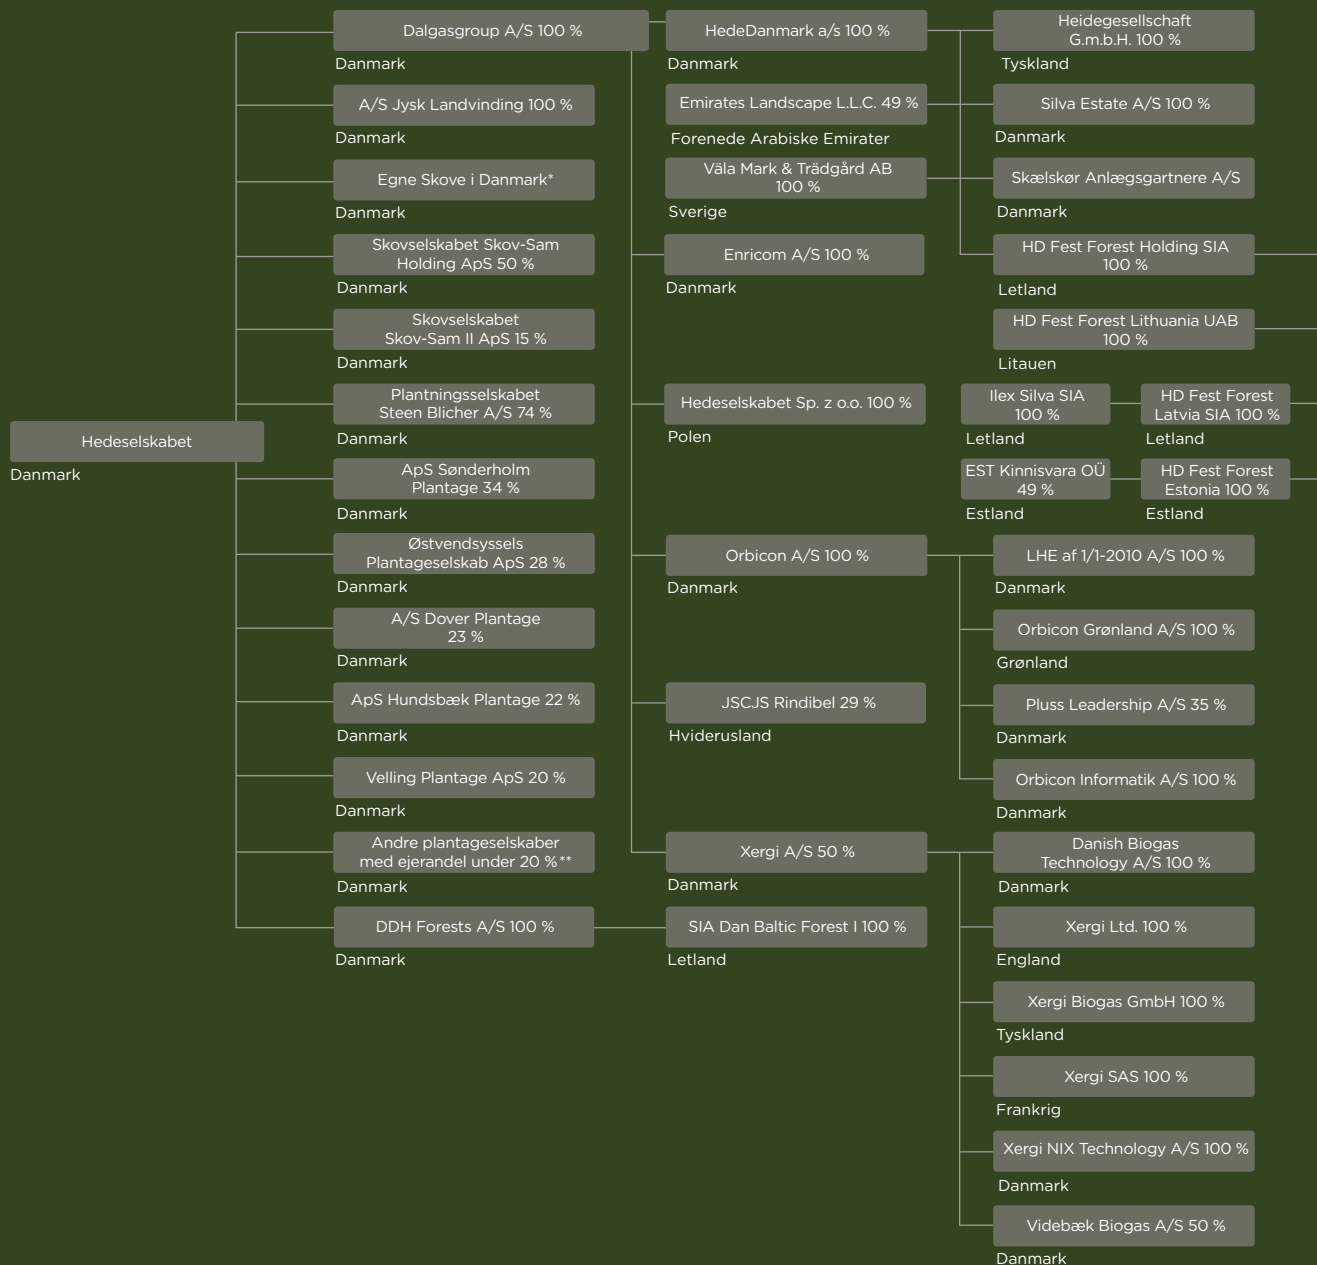 Hedeselskabet
Danmark
Dalgasgroup A/S 100 %
Danmark
A/S Jysk Landvinding 100 %
Danmark
Egne Skove i Danmark*
Danmark
Skovselskabet Skov-Sam
Holding ApS 50 %
Danmark
Skovselskabet
Skov-Sam II ApS 15 %
Danmark
Plantningsselskabet
Steen Blicher A/S 74 %
Danmark
ApS Sønderholm
Plantage 34 %
Danmark
Østvendsyssels
Plantageselskab ApS 28 %
Danmark
A/S Dover Plantage
23 %
Danmark
ApS Hundsbæk Plantage 22 %
Danmark
Velling Plantage ApS 20 %
Danmark
Andre plantageselskaber
med ejerandel under 20 %**
Danmark
DDH Forests A/S 100 %
Danmark
HedeDanmark a/s 100 %
Danmark
Emirates Landscape L.L.C. 49 %
Forenede Arabiske Emirater
Väla Mark & Trädgård AB
100 %
Sverige
Enricom A/S 100 %
Danmark
Hedeselskabet Sp. z o.o. 100 %
Polen
Orbicon A/S 100 %
Danmark
JSCJS Rindibel 29 %
Hviderusland
Xergi A/S 50 %
Danmark
SIA Dan Baltic Forest I 100 %
Letland
Heidegesellschaft
G.m.b.H. 100 %
Tyskland
Silva Estate A/S 100 %
Danmark
Skælskør Anlægsgartnere A/S
Danmark
HD Fest Forest Holding SIA
100 %
Letland
HD Fest Forest Lithuania UAB
100 %
Litauen
Ilex Silva SIA
100 %
Letland
HD Fest Forest
Latvia SIA 100 %
Letland
EST Kinnisvara OÜ
49 %
Estland
HD Fest Forest
Estonia 100 %
Estland
LHE af 1/1-2010 A/S 100 %
Danmark
Orbicon Grønland A/S 100 %
Grønland
Pluss Leadership A/S 35 %
Danmark
Orbicon Informatik A/S 100 %
Danmark
Danish Biogas
Technology A/S 100 %
Danmark
Xergi Ltd. 100 %
England
Xergi Biogas GmbH 100 %
Tyskland
Xergi SAS 100 %
Frankrig
Xergi NIX Technology A/S 100 %
Danmark
Videbæk Biogas A/S 50 %
Danmark